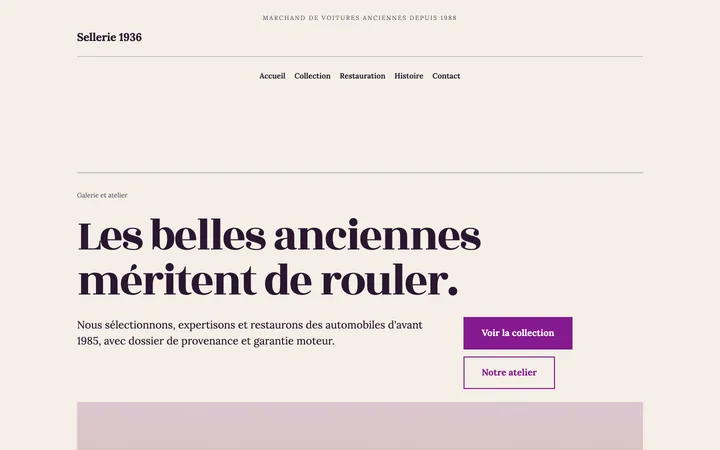 MARCHAND DE VOITURES ANCIENNES DEPUIS 1988
Sellerie 1936
Accueil Collection Restauration Histoire Contact
Galerie et atelier
Les belles anciennes
méritent de rouler.
Nous sélectionnons, expertisons et restaurons des automobiles d'avant
1985, avec dossier de provenance et garantie moteur.
Voir la collection
Notre atelier